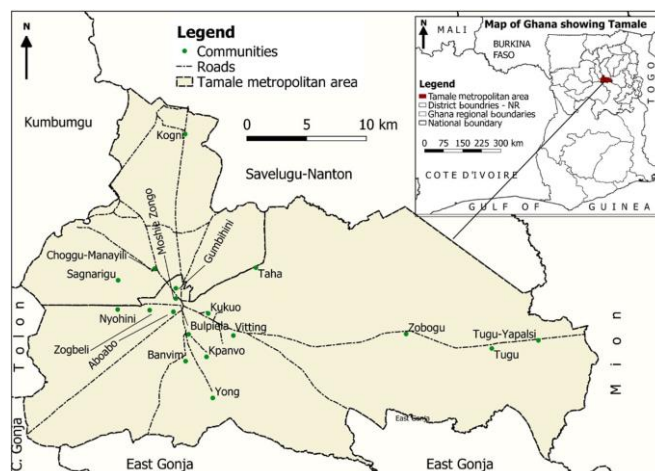 N
Legend
Communities
Roads
Tamale metropolitan area
Kumbumgu
0 5 10 km
Kogni
Savelugu-Nanton
Moshie Zongo
Gumbihini
Choggu-Manayili
Sagnarigu
Taha
Tolon
Nyohini
Kukuo
Bulpiela
Vitting
Zobogu
Tugu-Yapalsi
Zogbeli
Aboabo
Banvim
Kpanvo
Tugu
Mion
Yong
East Gonja
C. Gonja
East Gonja
East Gonja
Map of Ghana showing Tamale
N
MALI
BURKINA
FASO
TOGO
Legend
Tamale metropolitan area
District boundries - NR
Ghana regional boundaries
National boundary
0 75 150 225 300 km
COTE D'IVOIRE
GULF OF GUINEA